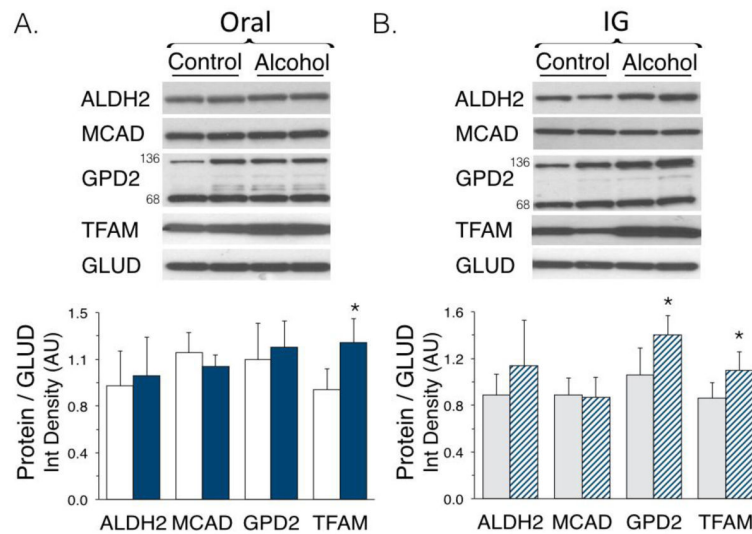 A.
Oral
Control Alcohol
ALDH2
MCAD
136
GPD2
68
TFAM
GLUD
Protein / GLUD
Int Density (AU)
1.5
1.1
0.8
0.4
0.0
*
ALDH2 MCAD GPD2 TFAM
B.
IG
Control Alcohol
ALDH2
MCAD
136
GPD2
68
TFAM
GLUD
Protein / GLUD
Int Density (AU)
1.6
1.2
0.8
0.4
0.0
*
*
ALDH2 MCAD GPD2 TFAM